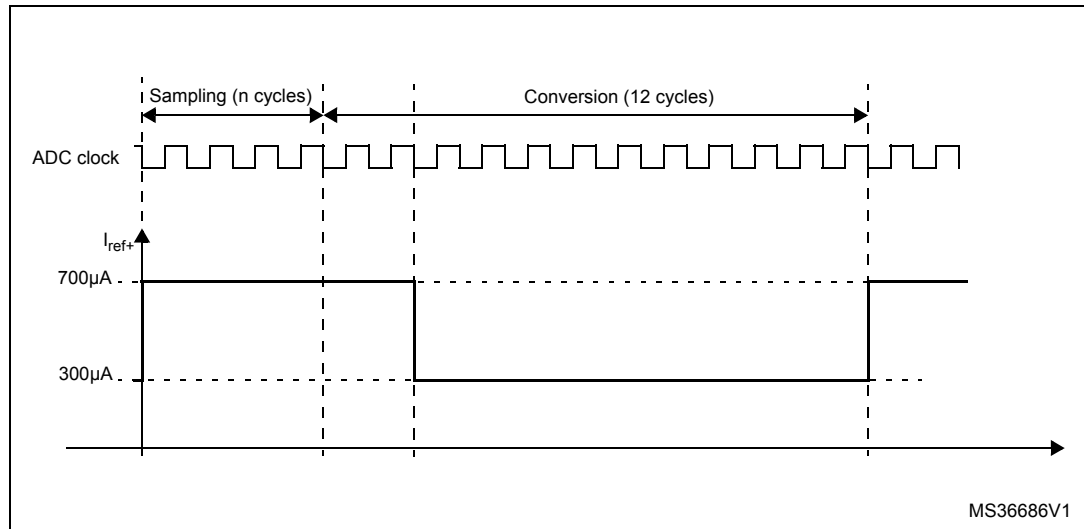 Sampling (n cycles)
Conversion (12 cycles)
ADC clock
Iref+
700µA
300µA
MS36686V1